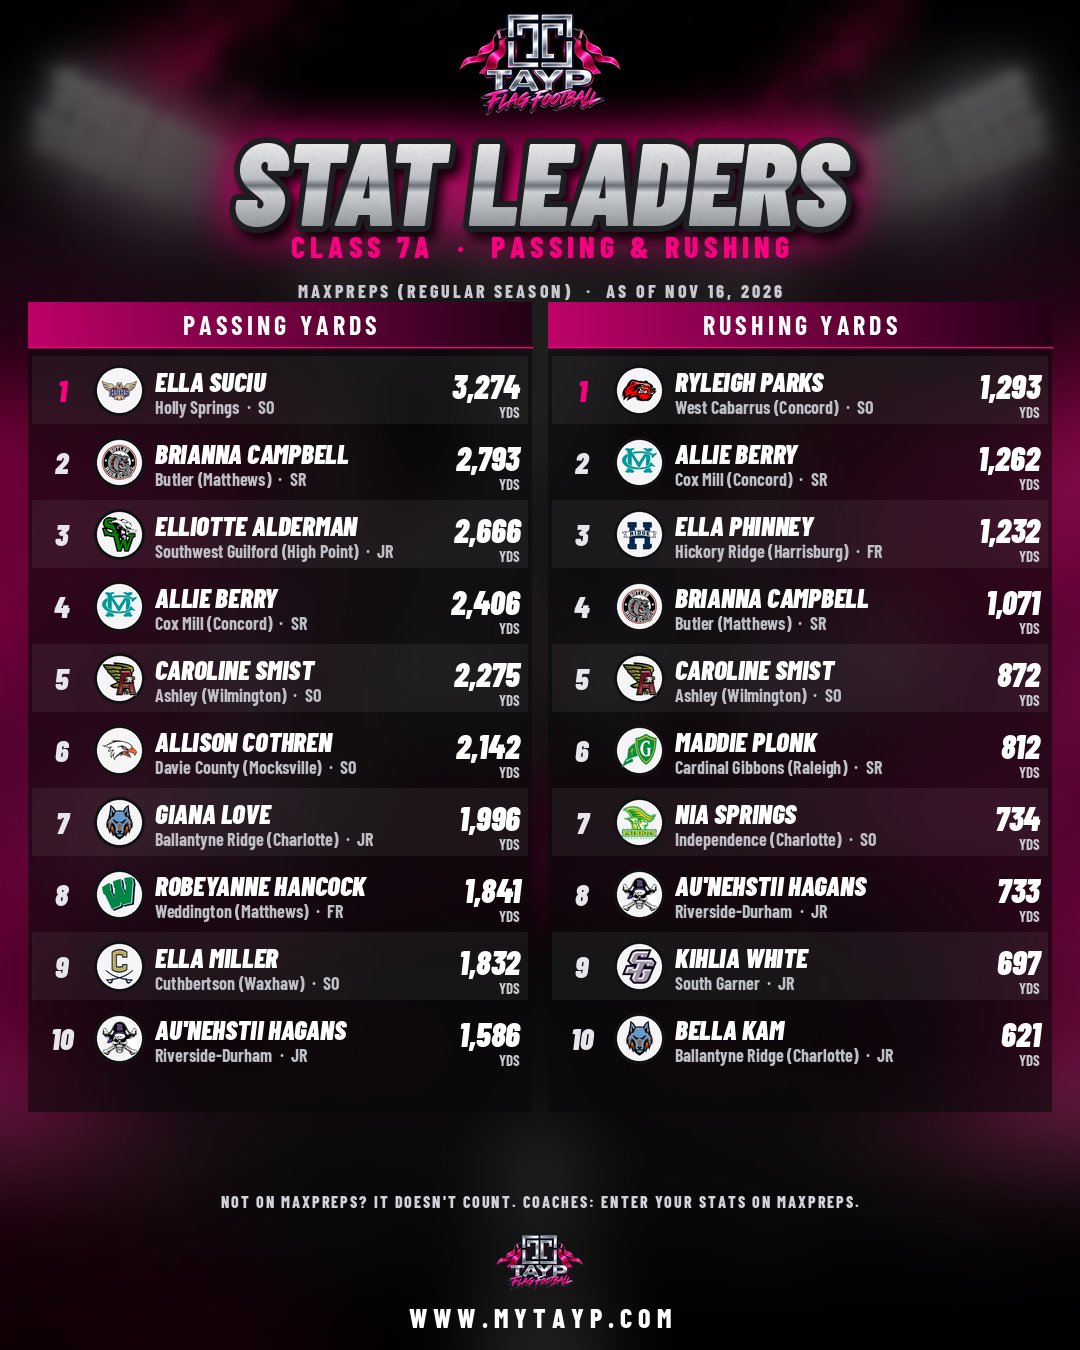 TAYP
FLAG FOOTBALL
STAT LEADERS
CLASS 7A · PASSING & RUSHING
MAXPREPS (REGULAR SEASON) · AS OF NOV 16, 2026
PASSING YARDS
1 ELLA SUCIU 3,274
Holly Springs · SO YDS
2 BRIANNA CAMPBELL 2,793
Butler (Matthews) · SR YDS
3 ELLIOTTE ALDERMAN 2,666
Southwest Guilford (High Point) · JR YDS
4 ALLIE BERRY 2,406
Cox Mill (Concord) · SR YDS
5 CAROLINE SMIST 2,275
Ashley (Wilmington) · SO YDS
6 ALLISON COTHREN 2,142
Davie County (Mocksville) · SO YDS
7 GIANA LOVE 1,996
Ballantyne Ridge (Charlotte) · JR YDS
8 ROBEYANNE HANCOCK 1,841
Weddington (Matthews) · FR YDS
9 ELLA MILLER 1,832
Cuthbertson (Waxhaw) · SO YDS
10 AU'NEHSTII HAGANS 1,586
Riverside-Durham · JR YDS
RUSHING YARDS
1 RYLEIGH PARKS 1,293
West Cabarrus (Concord) · SO YDS
2 ALLIE BERRY 1,262
Cox Mill (Concord) · SR YDS
3 ELLA PHINNEY 1,232
Hickory Ridge (Harrisburg) · FR YDS
4 BRIANNA CAMPBELL 1,071
Butler (Matthews) · SR YDS
5 CAROLINE SMIST 872
Ashley (Wilmington) · SO YDS
6 MADDIE PLONK 812
Cardinal Gibbons (Raleigh) · SR YDS
7 NIA SPRINGS 734
Independence (Charlotte) · SO YDS
8 AU'NEHSTII HAGANS 733
Riverside-Durham · JR YDS
9 KIHLIA WHITE 697
South Garner · JR YDS
10 BELLA KAM 621
Ballantyne Ridge (Charlotte) · JR YDS
NOT ON MAXPREPS? IT DOESN'T COUNT. COACHES: ENTER YOUR STATS ON MAXPREPS.
TAYP
FLAG FOOTBALL
WWW.MYTAYP.COM